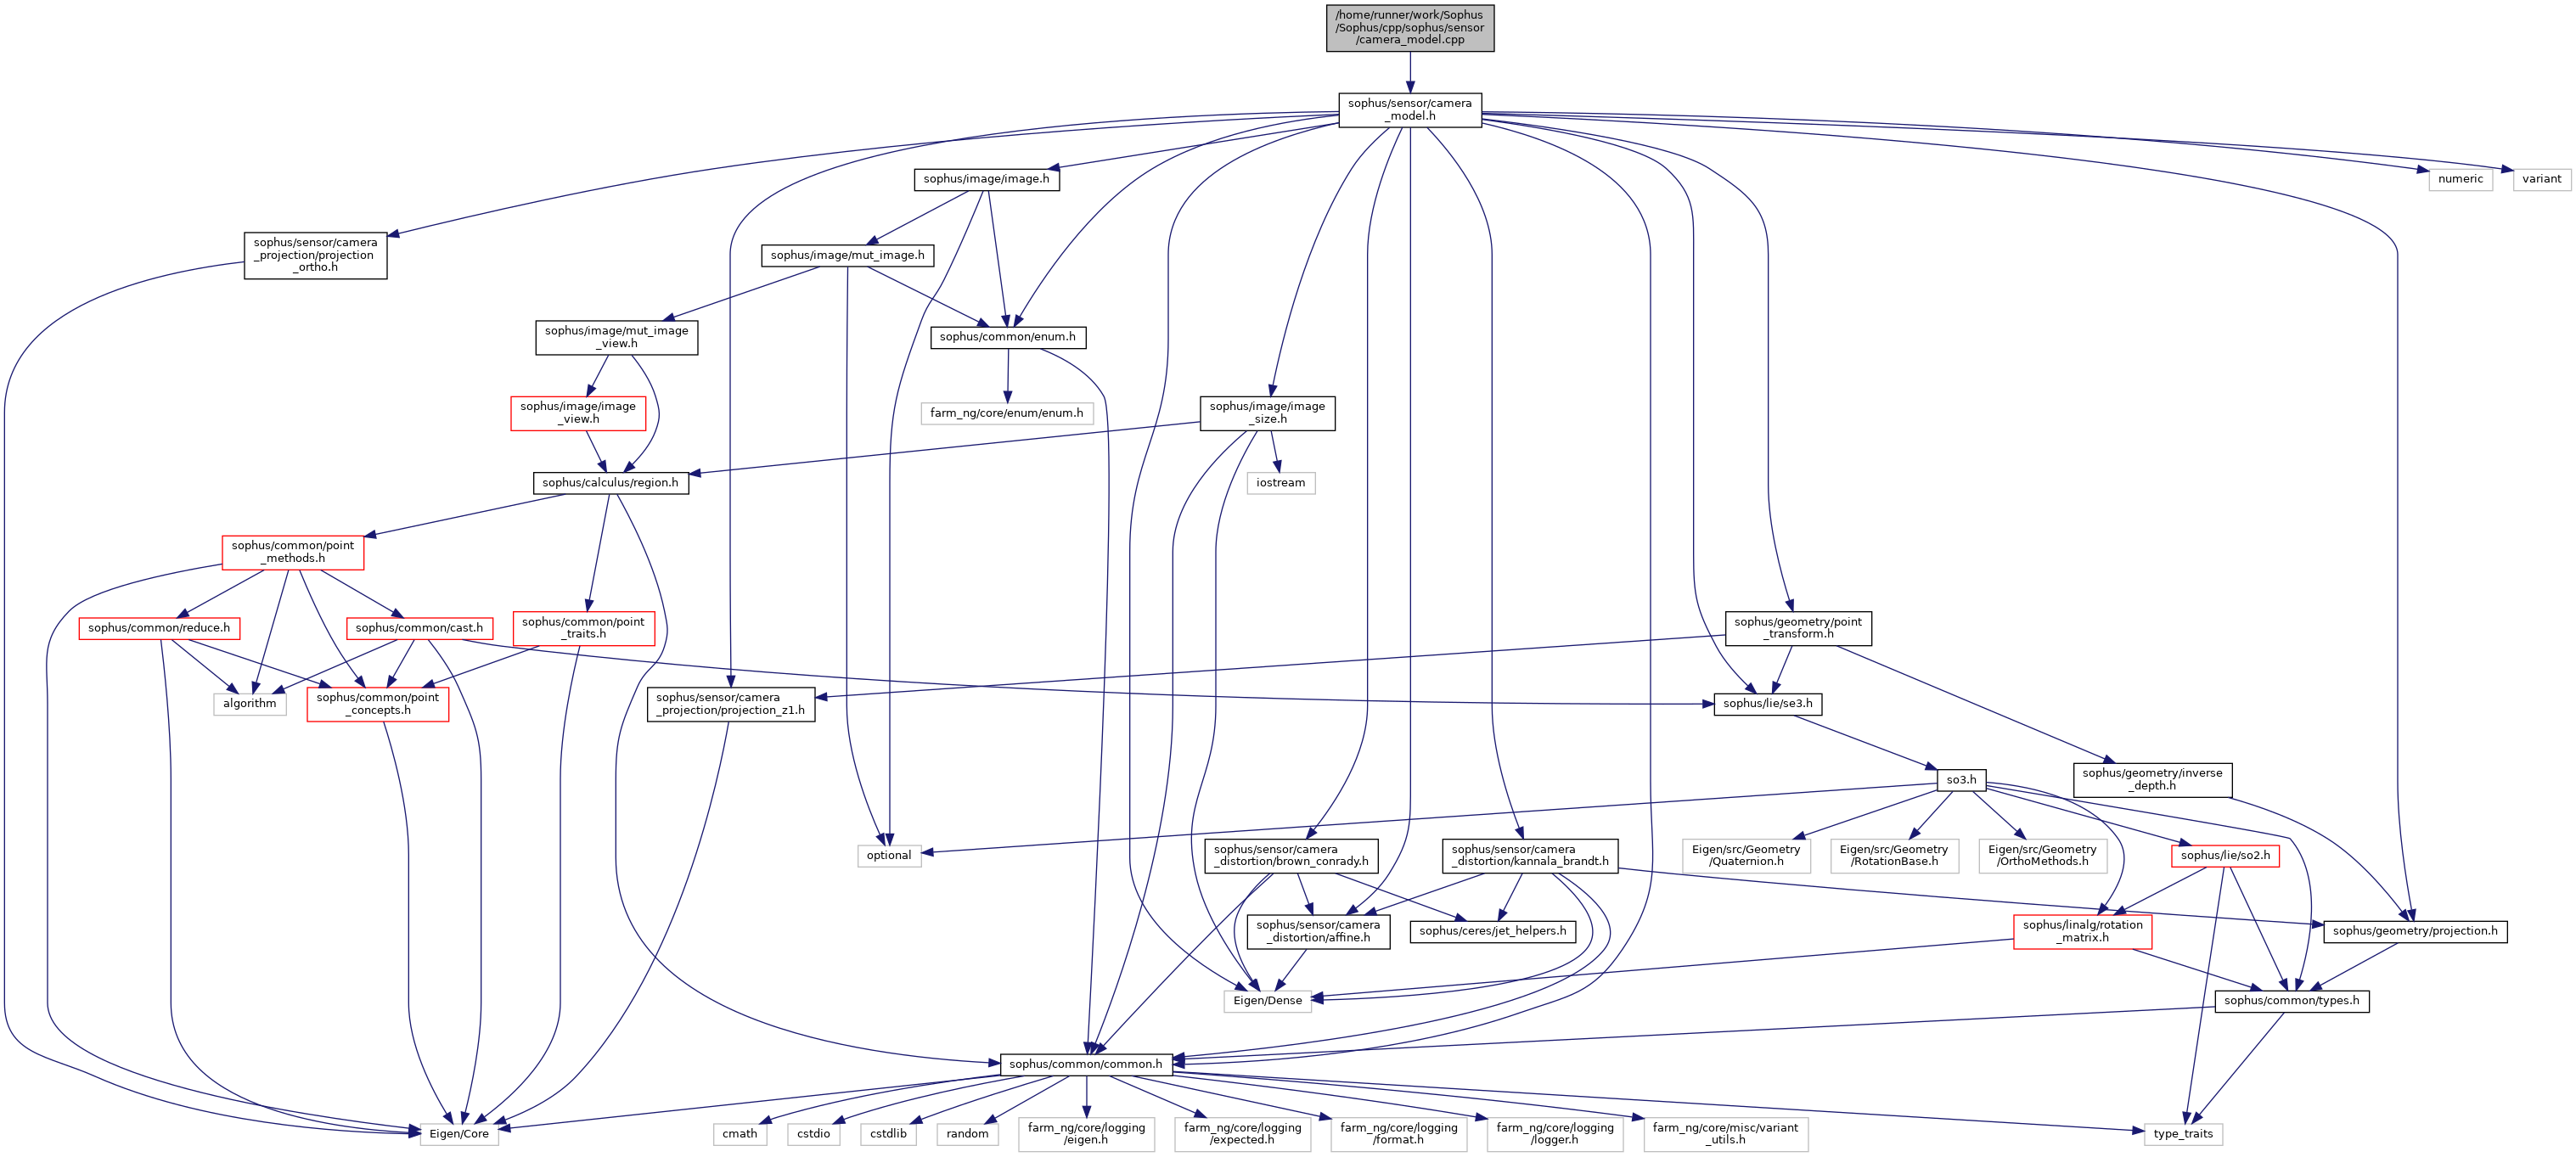 /home/runner/work/Sophus
/Sophus/cpp/sophus/sensor
/camera_model.cpp
sophus/sensor/camera
_model.h
sophus/image/image.h
numeric
variant
sophus/sensor/camera
_projection/projection
_ortho.h
sophus/image/mut_image.h
sophus/image/mut_image
_view.h
sophus/common/enum.h
sophus/image/image
_view.h
farm_ng/core/enum/enum.h
sophus/image/image
_size.h
sophus/calculus/region.h
iostream
sophus/common/point
_methods.h
sophus/common/reduce.h
sophus/common/cast.h
sophus/common/point
_traits.h
sophus/geometry/point
_transform.h
algorithm
sophus/common/point
_concepts.h
sophus/sensor/camera
_projection/projection_z1.h
sophus/lie/se3.h
so3.h
sophus/geometry/inverse
_depth.h
optional
sophus/sensor/camera
_distortion/brown_conrady.h
sophus/sensor/camera
_distortion/kannala_brandt.h
Eigen/src/Geometry
/Quaternion.h
Eigen/src/Geometry
/RotationBase.h
Eigen/src/Geometry
/OrthoMethods.h
sophus/lie/so2.h
sophus/sensor/camera
_distortion/affine.h
sophus/ceres/jet_helpers.h
sophus/linalg/rotation
_matrix.h
sophus/geometry/projection.h
Eigen/Dense
sophus/common/types.h
sophus/common/common.h
Eigen/Core
cmath
cstdio
cstdlib
random
farm_ng/core/logging
/eigen.h
farm_ng/core/logging
/expected.h
farm_ng/core/logging
/format.h
farm_ng/core/logging
/logger.h
farm_ng/core/misc/variant
_utils.h
type_traits